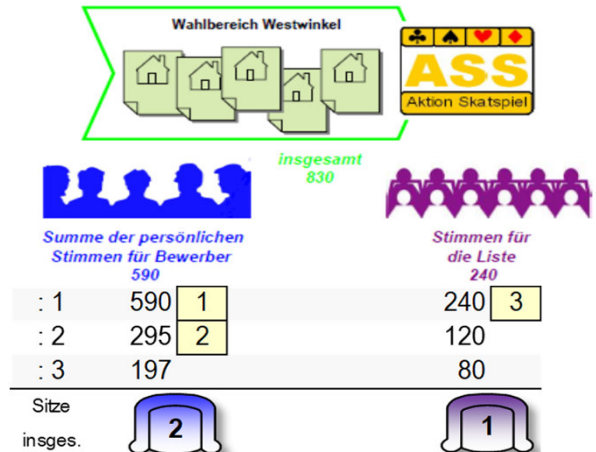 Wahlbereich Westwinkel
ASS
Aktion Skatspiel
insgesamt
830
Summe der persönlichen
Stimmen für Bewerber
590
Stimmen für
die Liste
240
: 1 590 1 240 3
: 2 295 2 120
: 3 197 80
Sitze
insges.
2 1